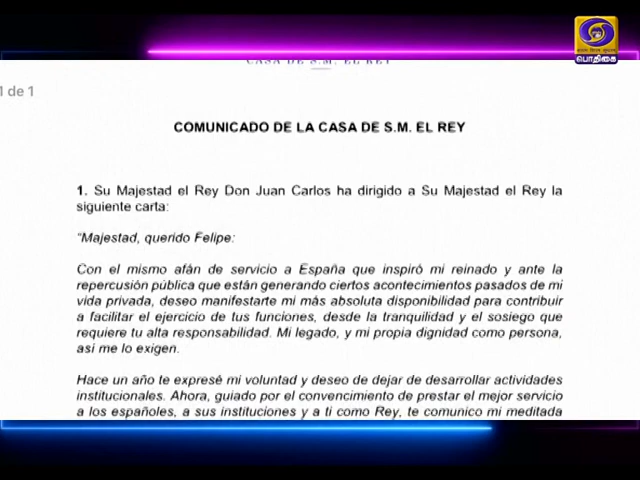 பொதிகை
CASA DE S.M. EL REY
1 de 1
COMUNICADO DE LA CASA DE S.M. EL REY
1. Su Majestad el Rey Don Juan Carlos ha dirigido a Su Majestad el Rey la
siguiente carta:
“Majestad, querido Felipe:
Con el mismo afán de servicio a España que inspiró mi reinado y ante la
repercusión pública que están generando ciertos acontecimientos pasados de mi
vida privada, deseo manifestarte mi más absoluta disponibilidad para contribuir
a facilitar el ejercicio de tus funciones, desde la tranquilidad y el sosiego que
requiere tu alta responsabilidad. Mi legado, y mi propia dignidad como persona,
asi me lo exigen.
Hace un año te expresé mi voluntad y deseo de dejar de desarrollar actividades
institucionales. Ahora, guiado por el convencimiento de prestar el mejor servicio
a los españoles, a sus instituciones y a ti como Rey, te comunico mi meditada